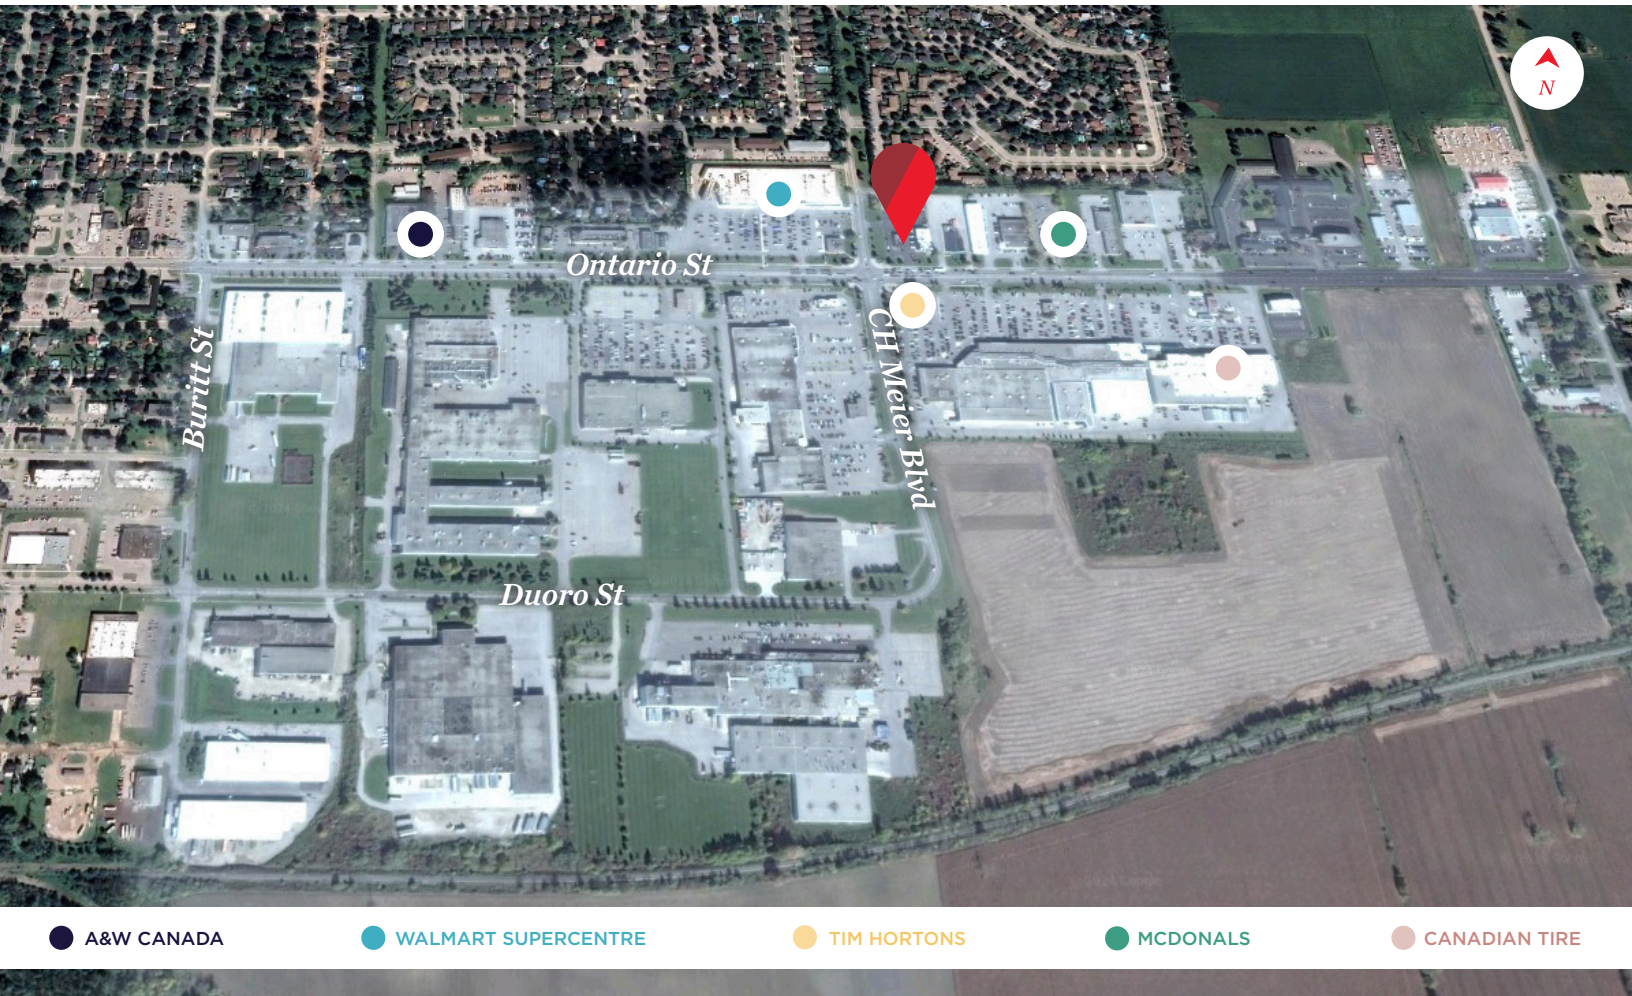 N
Ontario St
Buritt St
CH Meier Blvd
Duoro St
A&W CANADA
WALMART SUPERCENTRE
TIM HORTONS
MCDONALS
CANADIAN TIRE